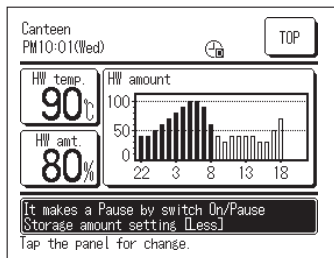 Canteen
PM10:01(Wed)
TOP
HW temp.
90℃
HW amt.
80%
HW amount
100
50
0
22 3 8 13 18
It makes a Pause by switch On/Pause
Storage amount setting [Less]
Tap the panel for change.